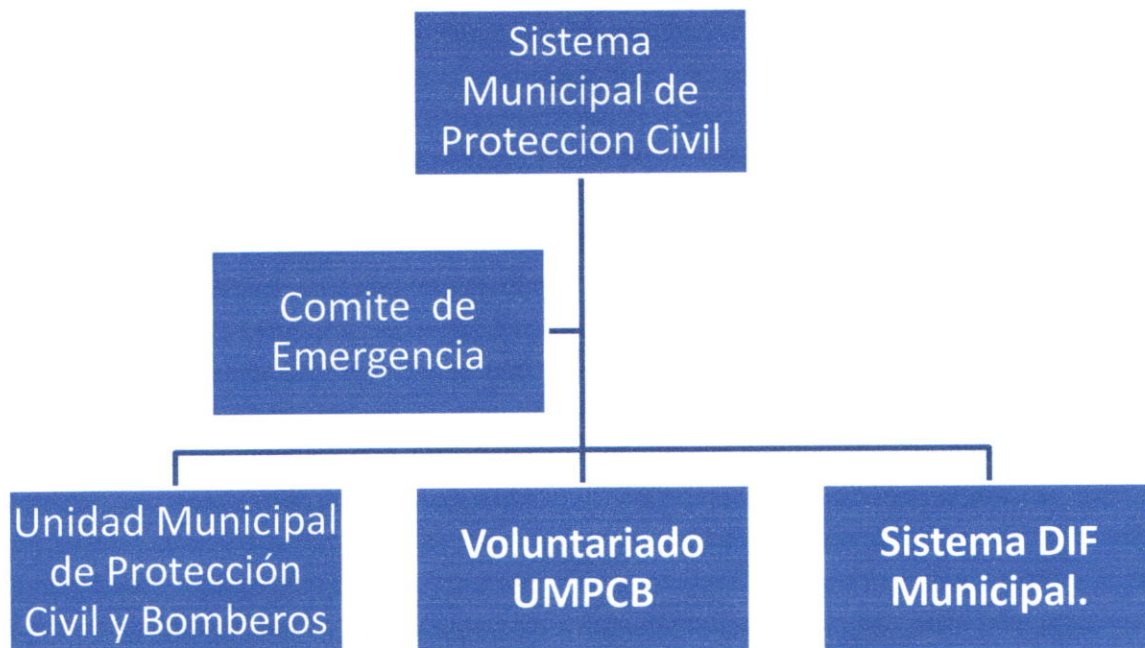 Sistema
Municipal de
Proteccion Civil
Comite de
Emergencia
Unidad Municipal
de Protección
Civil y Bomberos
Voluntariado
UMPCB
Sistema DIF
Municipal.